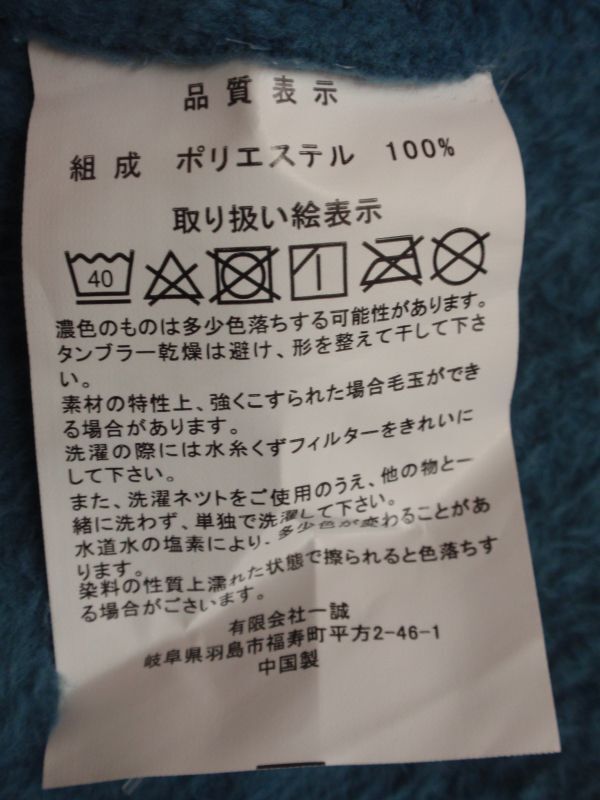 品質表示
組成 ポリエステル 100%
取り扱い絵表示
40
濃色のものは多少色落ちする可能性があります。
タンブラー乾燥は避け、形を整えて干して下さ
い。
素材の特性上、強くこすられた場合毛玉ができ
る場合があります。
洗濯の際には水糸くずフィルターをきれいに
して下さい。
また、洗濯ネットをご使用のうえ、他の物と一
緒に洗わず、単独で洗濯して下さい。
水道水の塩素により、多少色が変わることがあ
ります。
染料の性質上濡れた状態で擦られると色落ちす
る場合がございます。
有限会社一誠
岐阜県羽島市福寿町平方2-46-1
中国製